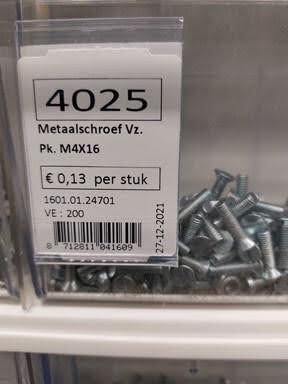 4025
Metaalschroef Vz.
Pk. M4X16
€ 0,13 per stuk
1601.01.24701
VE : 200
8 712811 041609
27-12-2021